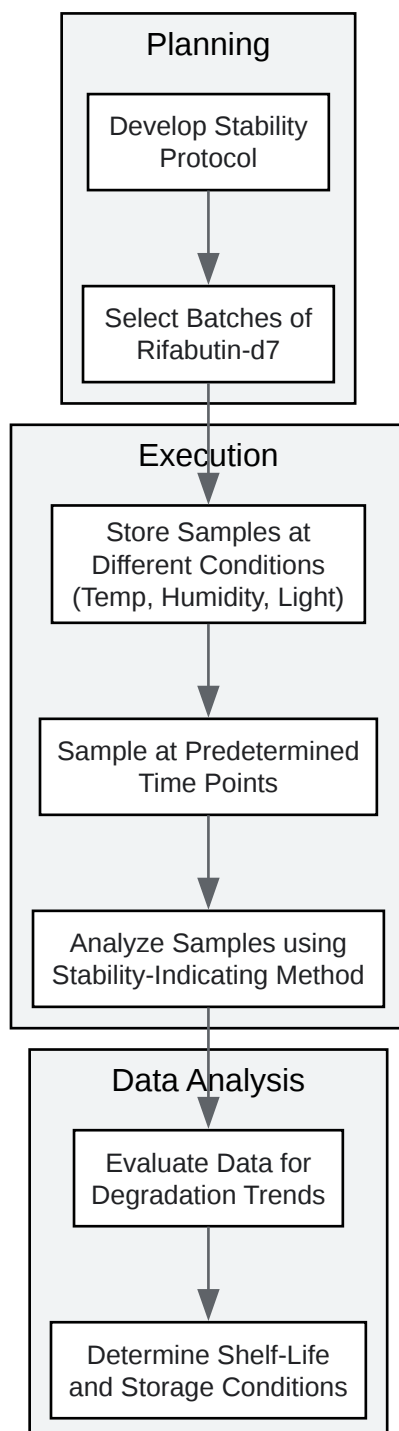 Planning
Develop Stability
Protocol
Select Batches of
Rifabutin-d7
Execution
Store Samples at
Different Conditions
(Temp, Humidity, Light)
Sample at Predetermined
Time Points
Analyze Samples using
Stability-Indicating Method
Data Analysis
Evaluate Data for
Degradation Trends
Determine Shelf-Life
and Storage Conditions